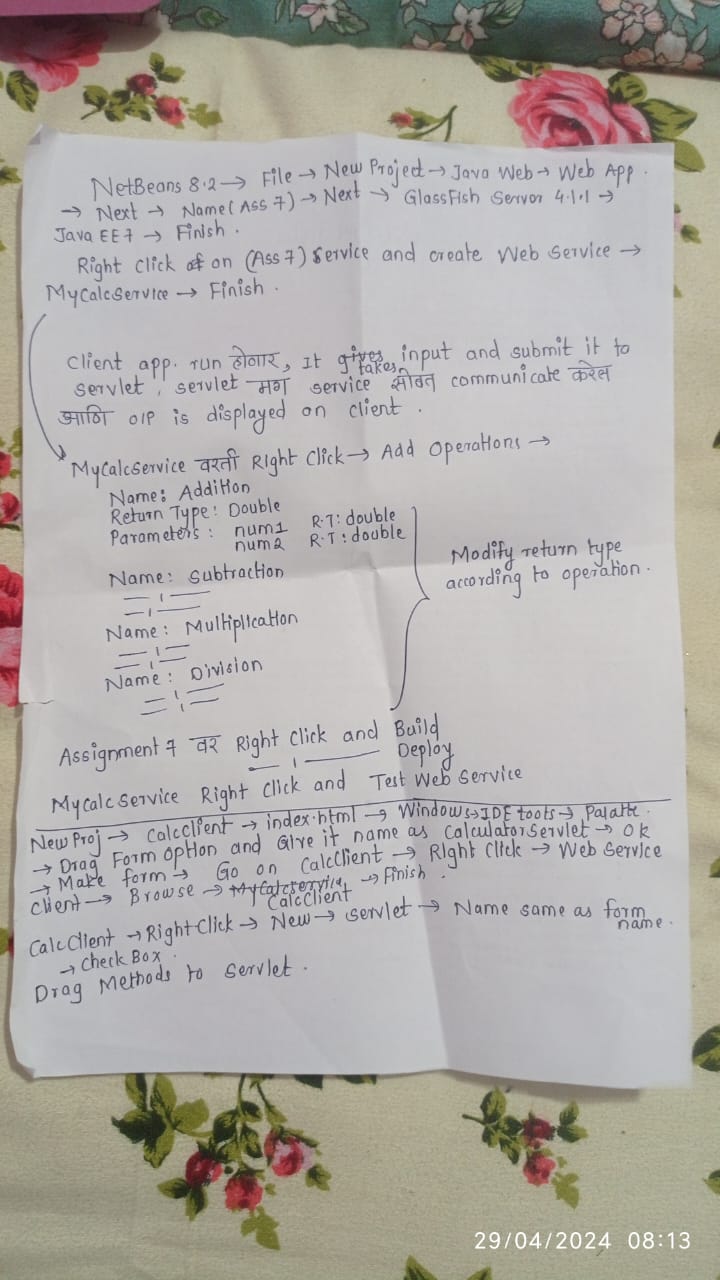 NetBeans 8.2 → File → New Project → Java Web → Web App.
→ Next → Name(Ass 7) → Next → GlassFish Server 4.1.1 →
Java EE7 → Finish.
Right Click on (Ass 7) Service and create Web Service →
MyCalcService → Finish.
Client app. run होणार, It takes input and submit it to
servlet, servlet मग service सोबत communicate करेल
आणि O/P is displayed on client.
MyCalcService वरती Right Click → Add Operations →
Name: Addition
Return Type: Double
Parameters: num1 R.T: double
num2 R.T: double
Name: Subtraction
Modify return type
according to operation.
Name: Multiplication
Name: Division
Assignment 7 वर Right Click and Build
Deploy
MyCalcService Right Click and Test Web Service
New Proj → CalcClient → index.html → Windows → IDE tools → Palatte.
→ Drag Form Option and Give it name as CalculatorServlet → OK
→ Make form → Go on CalcClient → Right Click → Web Service
Client → Browse → CalcClient → Finish.
CalcClient → Right Click → New → servlet → Name same as form name.
→ Check Box.
Drag Methods to Servlet.
29/04/2024 08:13